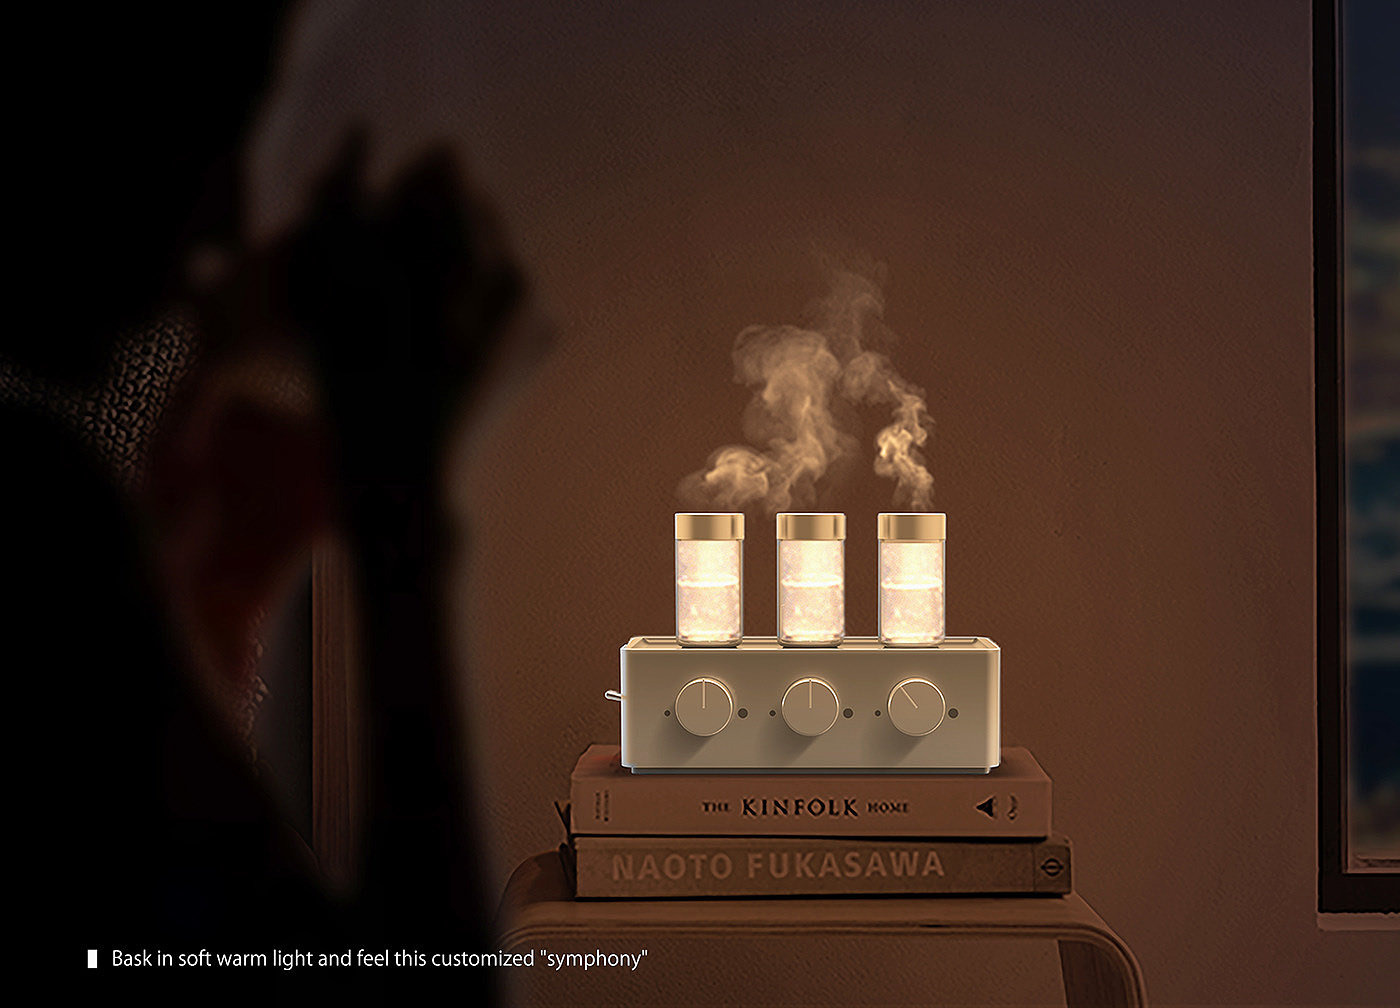 THE KINFOLK HOME
NAOTO FUKASAWA
Bask in soft warm light and feel this customized "symphony"